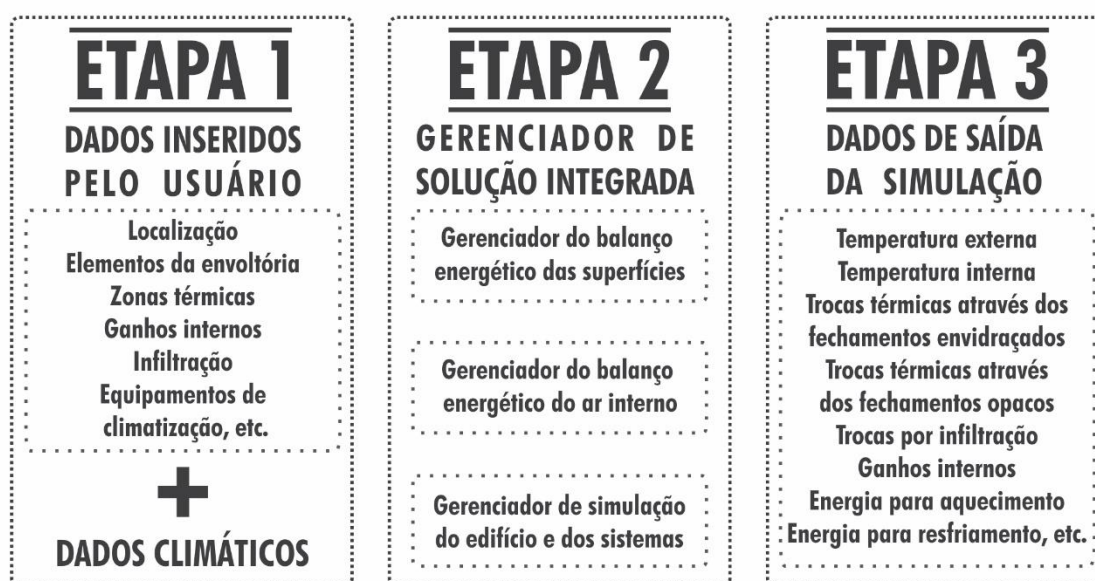 ETAPA 1
DADOS INSERIDOS
PELO USUÁRIO
Localização
Elementos da envoltória
Zonas térmicas
Ganhos internos
Infiltração
Equipamentos de
climatização, etc.
+
DADOS CLIMÁTICOS
ETAPA 2
GERENCIADOR DE
SOLUÇÃO INTEGRADA
Gerenciador do balanço
energético das superfícies
Gerenciador do balanço
energético do ar interno
Gerenciador de simulação
do edifício e dos sistemas
ETAPA 3
DADOS DE SAÍDA
DA SIMULAÇÃO
Temperatura externa
Temperatura interna
Trocas térmicas através dos
fechamentos envidraçados
Trocas térmicas através
dos fechamentos opacos
Trocas por infiltração
Ganhos internos
Energia para aquecimento
Energia para resfriamento, etc.